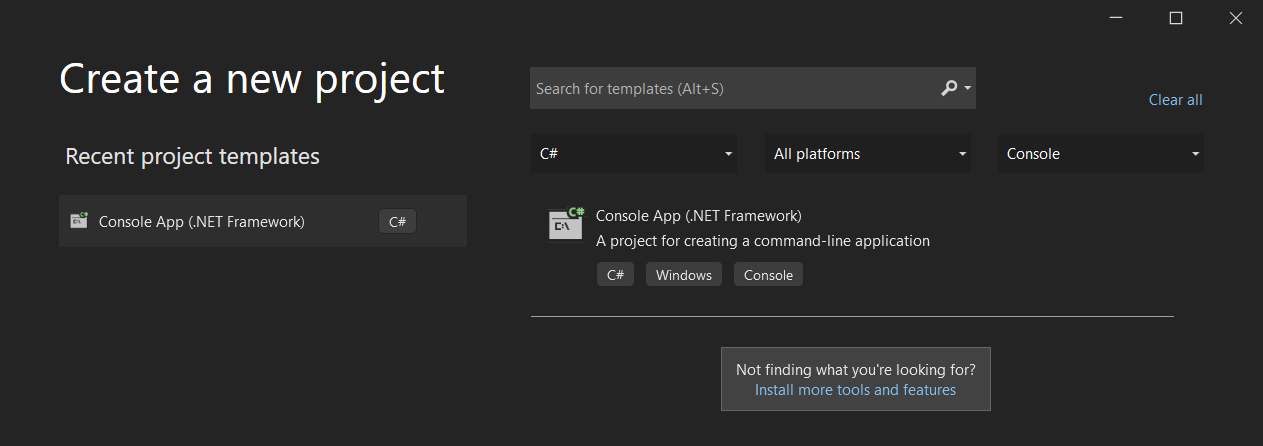 Create a new project
Recent project templates
Console App (.NET Framework) C#
Search for templates (Alt+S)
Clear all
C# All platforms Console
C#
C:\
Console App (.NET Framework)
A project for creating a command-line application
C# Windows Console
Not finding what you're looking for?
Install more tools and features